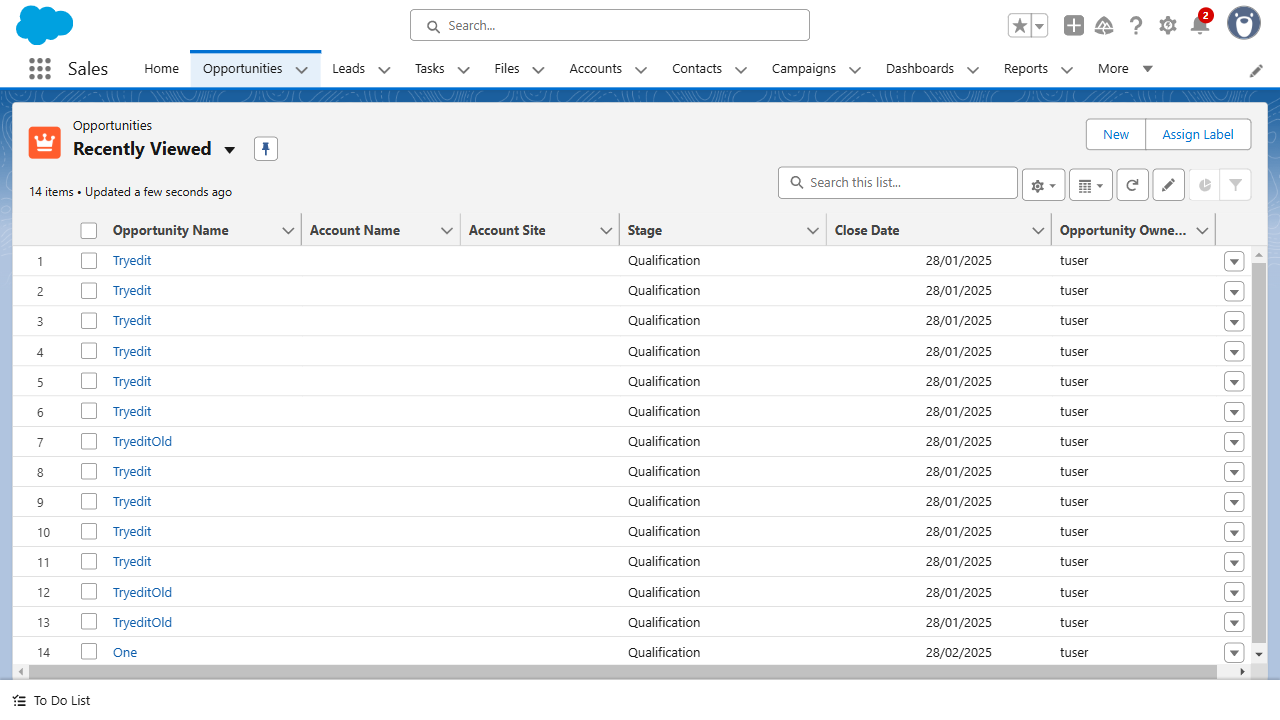 Search...
2
Sales
Home
Opportunities
Leads
Tasks
Files
Accounts
Contacts
Campaigns
Dashboards
Reports
More
Opportunities
Recently Viewed
New
Assign Label
14 items • Updated a few seconds ago
Search this list...
Opportunity Name Account Name Account Site Stage Close Date Opportunity Owne...
1 Tryedit Qualification 28/01/2025 tuser
2 Tryedit Qualification 28/01/2025 tuser
3 Tryedit Qualification 28/01/2025 tuser
4 Tryedit Qualification 28/01/2025 tuser
5 Tryedit Qualification 28/01/2025 tuser
6 Tryedit Qualification 28/01/2025 tuser
7 TryeditOld Qualification 28/01/2025 tuser
8 Tryedit Qualification 28/01/2025 tuser
9 Tryedit Qualification 28/01/2025 tuser
10 Tryedit Qualification 28/01/2025 tuser
11 Tryedit Qualification 28/01/2025 tuser
12 TryeditOld Qualification 28/01/2025 tuser
13 TryeditOld Qualification 28/01/2025 tuser
14 One Qualification 28/02/2025 tuser
To Do List